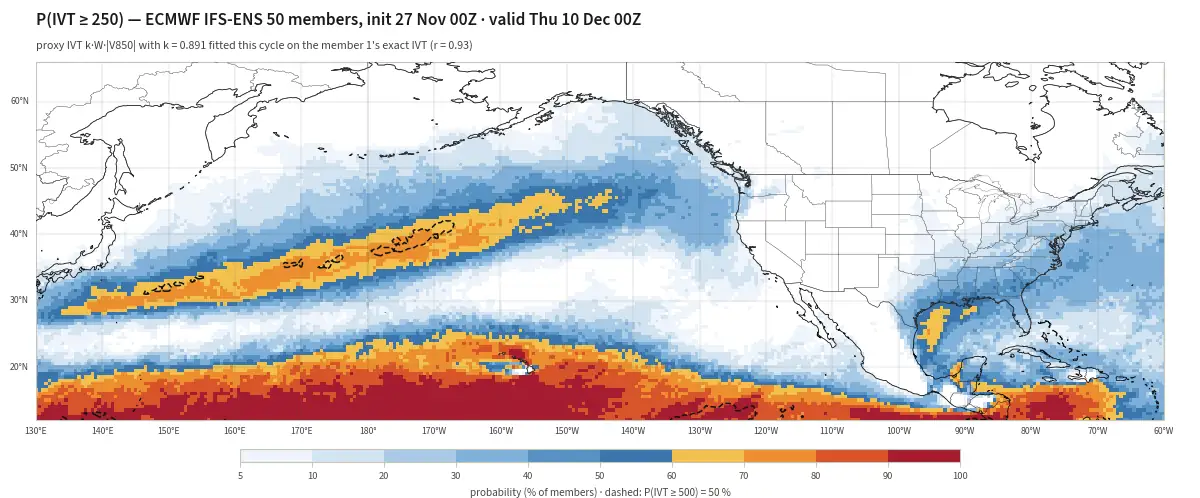 P(IVT ≥ 250) — ECMWF IFS-ENS 50 members, init 27 Nov 00Z · valid Thu 10 Dec 00Z
proxy IVT k·W·|V850| with k = 0.891 fitted this cycle on the member 1's exact IVT (r = 0.93)
60°N
50°N
40°N
30°N
20°N
130°E 140°E 150°E 160°E 170°E 180° 170°W 160°W 150°W 140°W 130°W 120°W 110°W 100°W 90°W 80°W 70°W 60°W
5 10 20 30 40 50 60 70 80 90 100
probability (% of members) · dashed: P(IVT ≥ 500) = 50 %